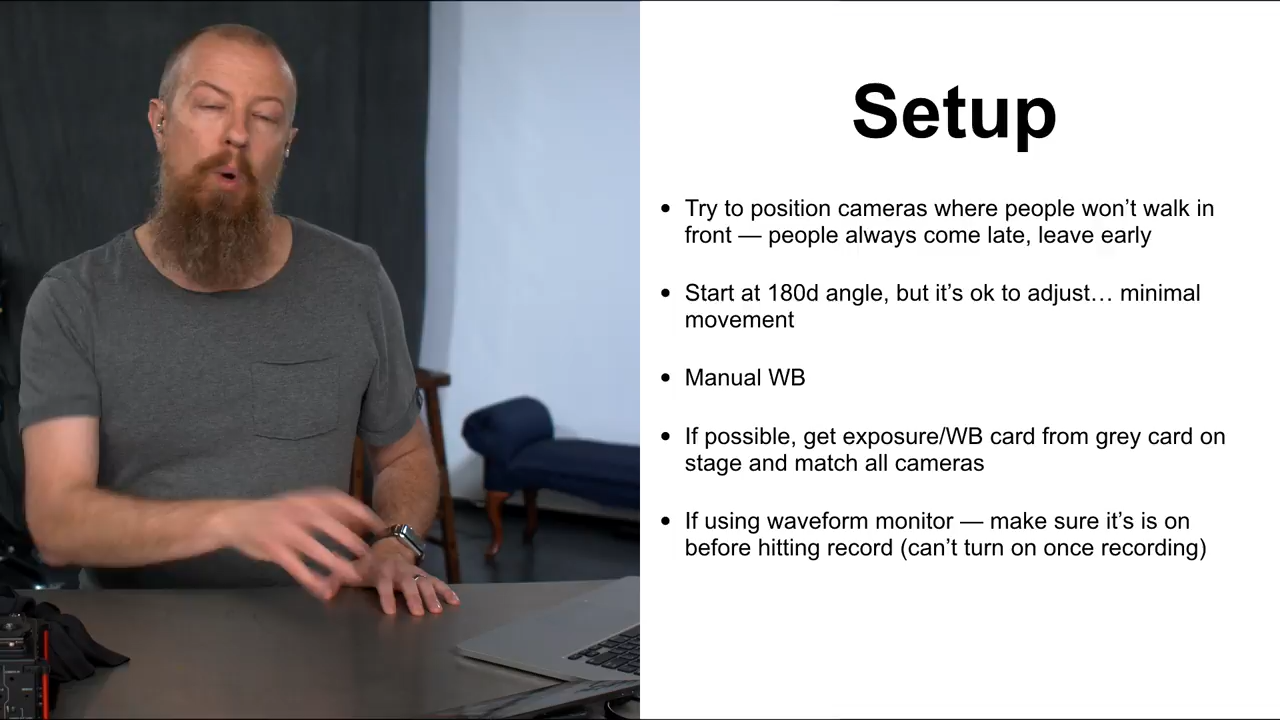 Setup
• Try to position cameras where people won’t walk in
front — people always come late, leave early
• Start at 180d angle, but it’s ok to adjust… minimal
movement
• Manual WB
• If possible, get exposure/WB card from grey card on
stage and match all cameras
• If using waveform monitor — make sure it’s is on
before hitting record (can’t turn on once recording)